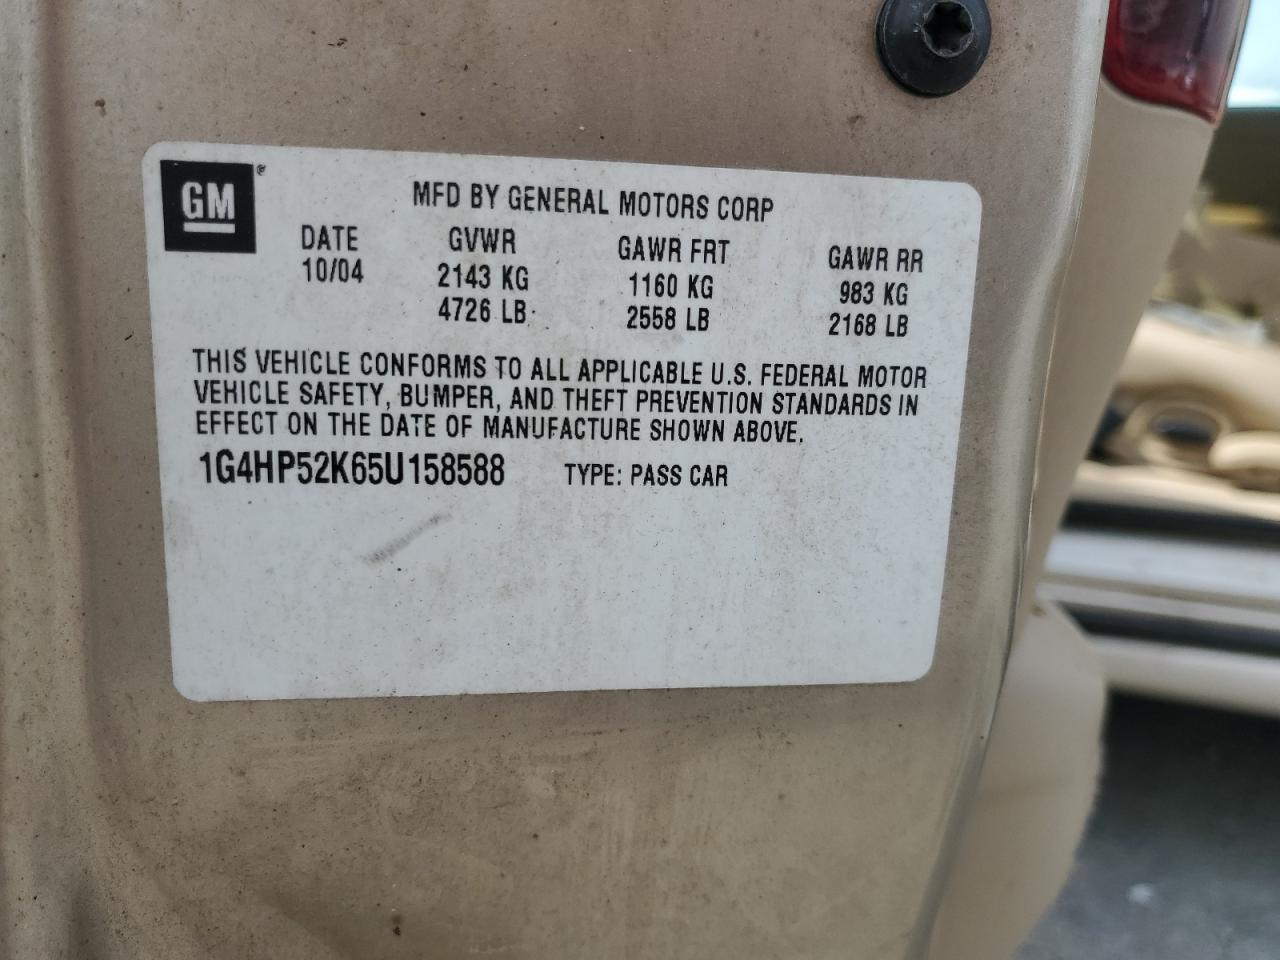 GM®
MFD BY GENERAL MOTORS CORP
DATE GVWR GAWR FRT GAWR RR
10/04 2143 KG 1160 KG 983 KG
4726 LB 2558 LB 2168 LB
THIS VEHICLE CONFORMS TO ALL APPLICABLE U.S. FEDERAL MOTOR
VEHICLE SAFETY, BUMPER, AND THEFT PREVENTION STANDARDS IN
EFFECT ON THE DATE OF MANUFACTURE SHOWN ABOVE.
1G4HP52K65U158588 TYPE: PASS CAR